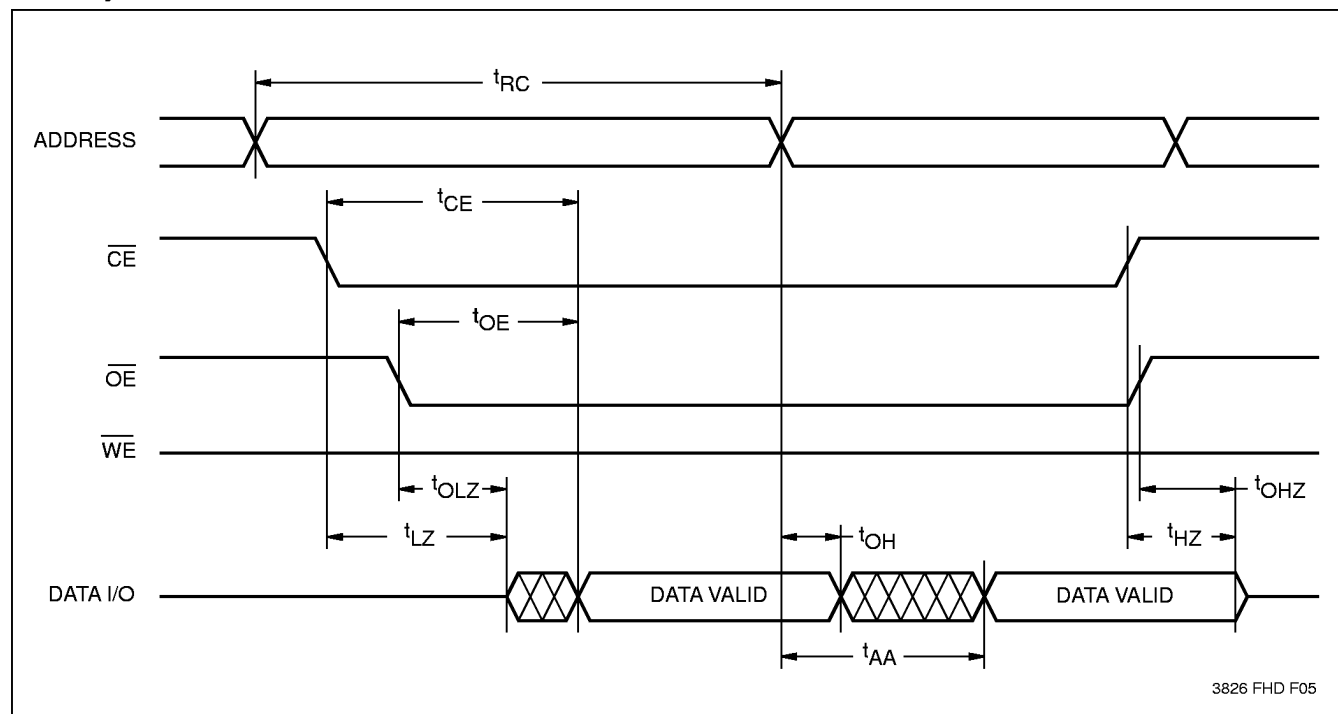 tRC
ADDRESS
tCE
CE
tOE
OE
WE
tOLZ
tOHZ
tLZ
tOH
tHZ
DATA I/O
DATA VALID
DATA VALID
tAA
3826 FHD F05